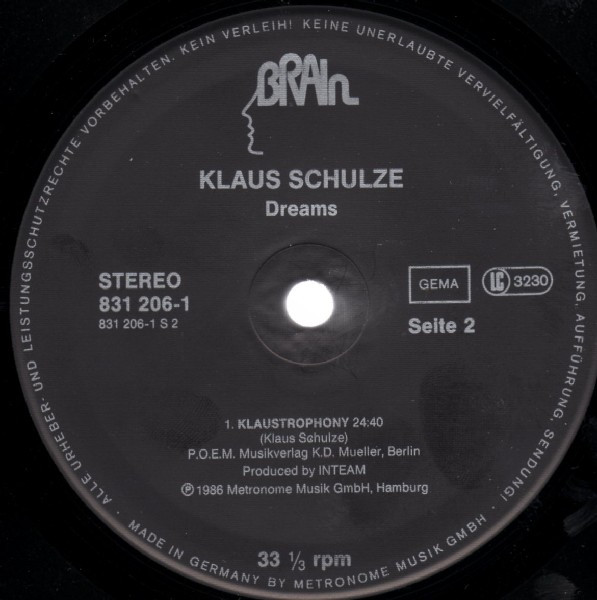 BRAIN
KLAUS SCHULZE
Dreams
STEREO
831 206-1
831 206-1 S 2
GEMA
LC 3230
Seite 2
1. KLAUSTROPHONY 24:40
(Klaus Schulze)
P.O.E.M. Musikverlag K.D. Mueller, Berlin
Produced by INTEAM
℗ 1986 Metronome Musik GmbH, Hamburg
33 1/3 rpm
· ALLE URHEBER- UND LEISTUNGSSCHUTZRECHTE VORBEHALTEN. KEIN VERLEIH! KEINE UNERLAUBTE VERVIELFÄLTIGUNG, VERMIETUNG, AUFFÜHRUNG, SENDUNG! ·
MADE IN GERMANY BY METRONOME MUSIK GMBH